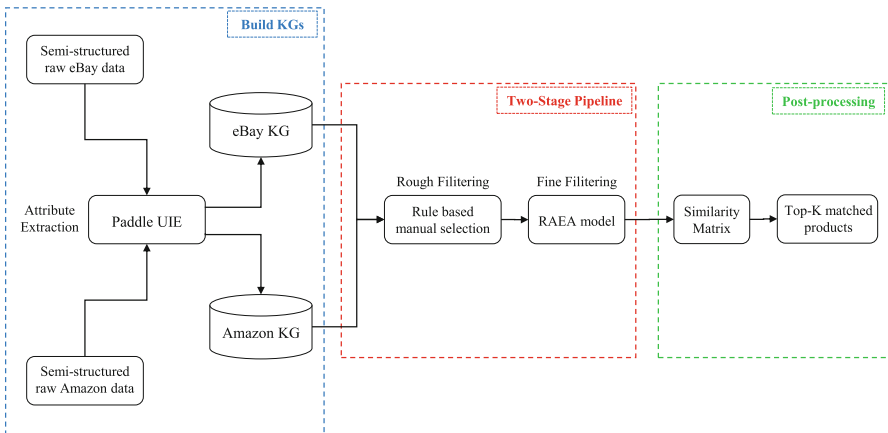 Build KGs
Semi-structured
raw eBay data
eBay KG
Attribute
Extraction
Paddle UIE
Amazon KG
Semi-structured
raw Amazon data
Two-Stage Pipeline
Rough Filitering
Rule based
manual selection
Fine Filitering
RAEA model
Post-processing
Similarity
Matrix
Top-K matched
products